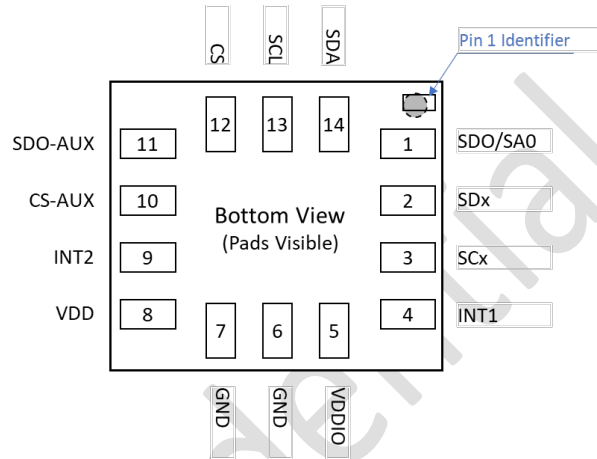 Pin 1 Identifier
CS
SCL
SDA
12
13
14
SDO-AUX
11
1
SDO/SA0
CS-AUX
10
2
SDx
Bottom View
(Pads Visible)
INT2
9
3
SCx
VDD
8
4
INT1
7
6
5
GND
GND
VDDIO